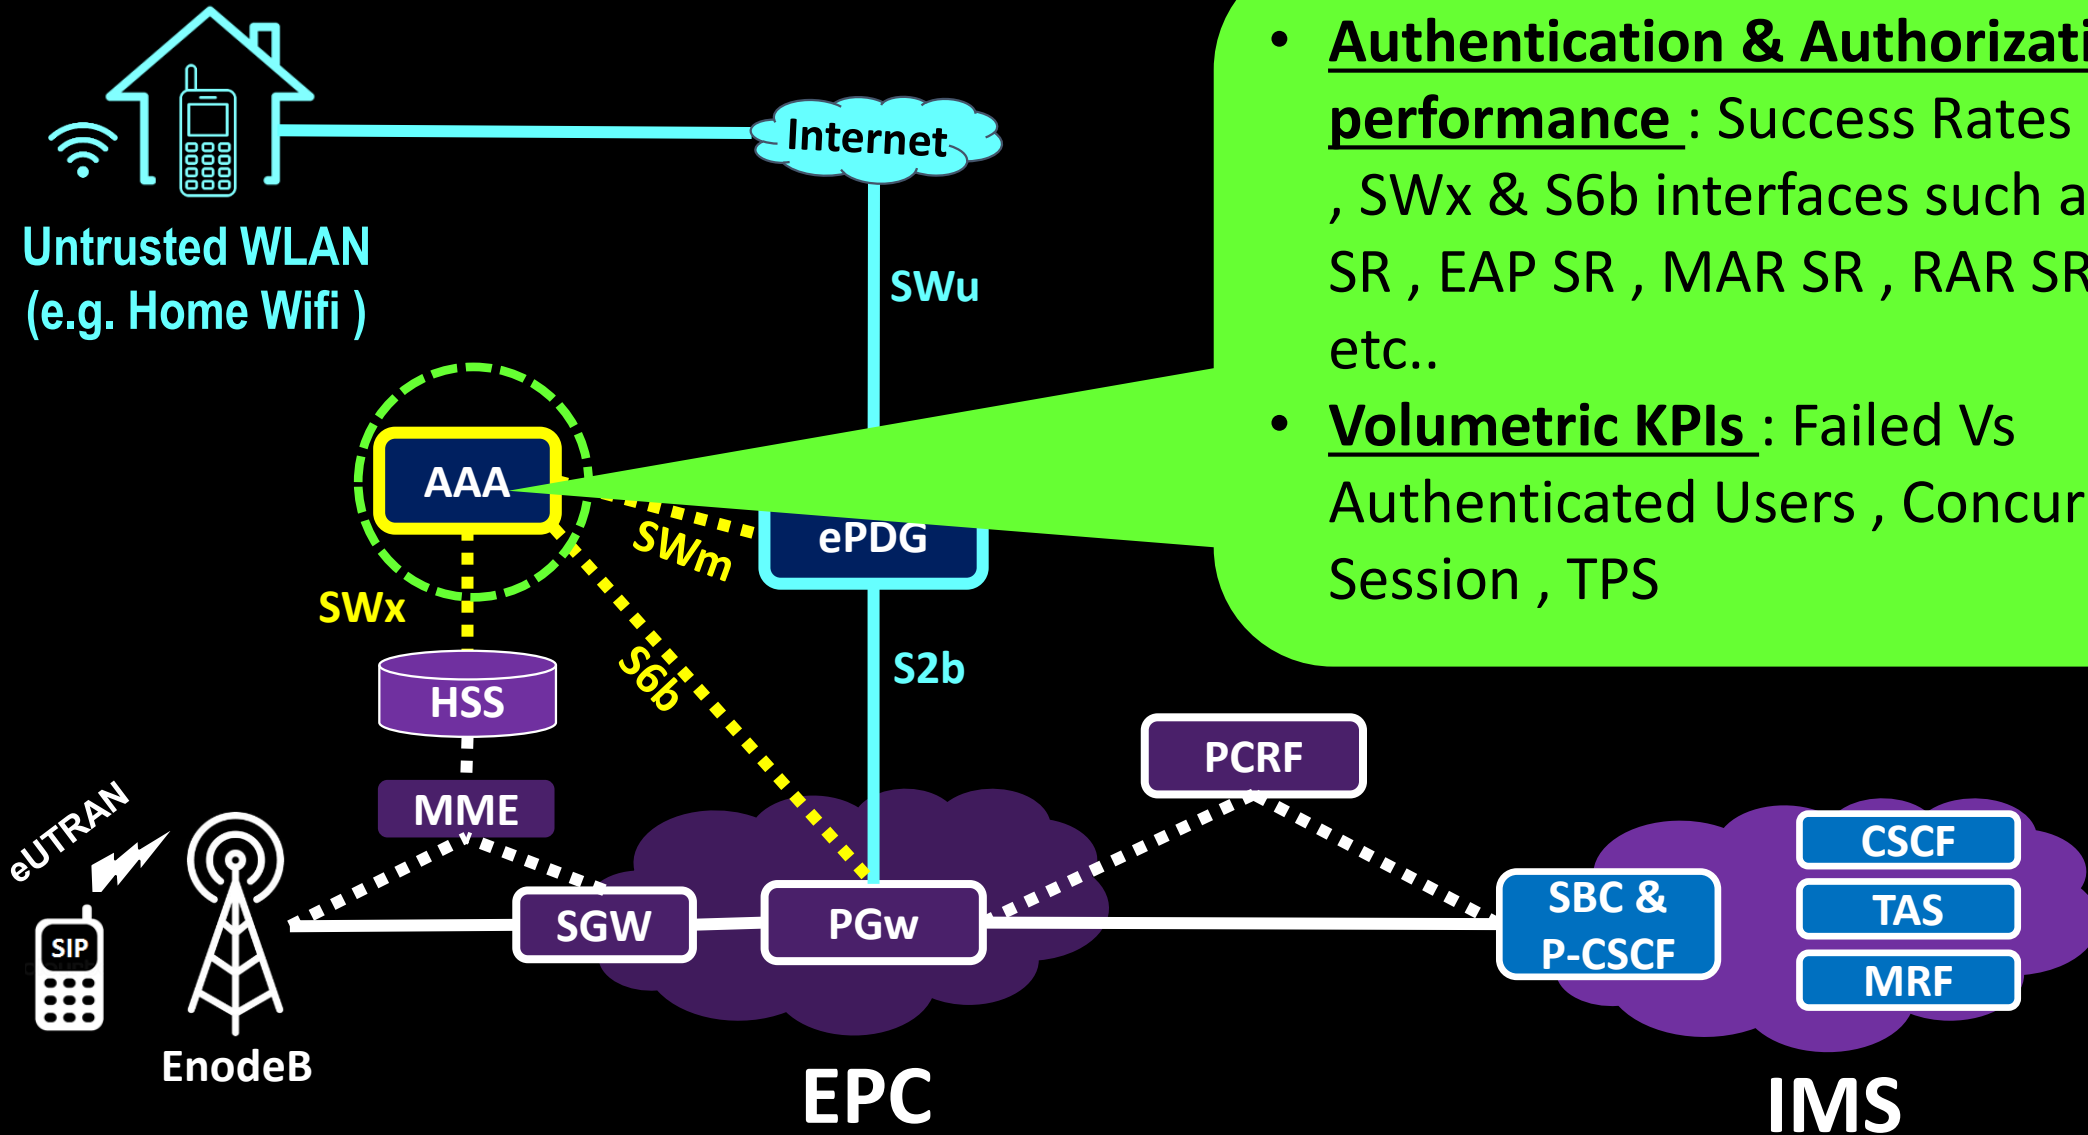 • Authentication & Authorizati
performance : Success Rates
, SWx & S6b interfaces such a
SR , EAP SR , MAR SR , RAR SR
etc..
• Volumetric KPIs : Failed Vs
Authenticated Users , Concur
Session , TPS
Internet
Untrusted WLAN
(e.g. Home Wifi )
SWu
AAA
ePDG
SWm
SWx
S6b
S2b
HSS
PCRF
MME
eUTRAN
CSCF
SBC &
P-CSCF
TAS
SGW
PGw
SIP
MRF
EnodeB
EPC
IMS